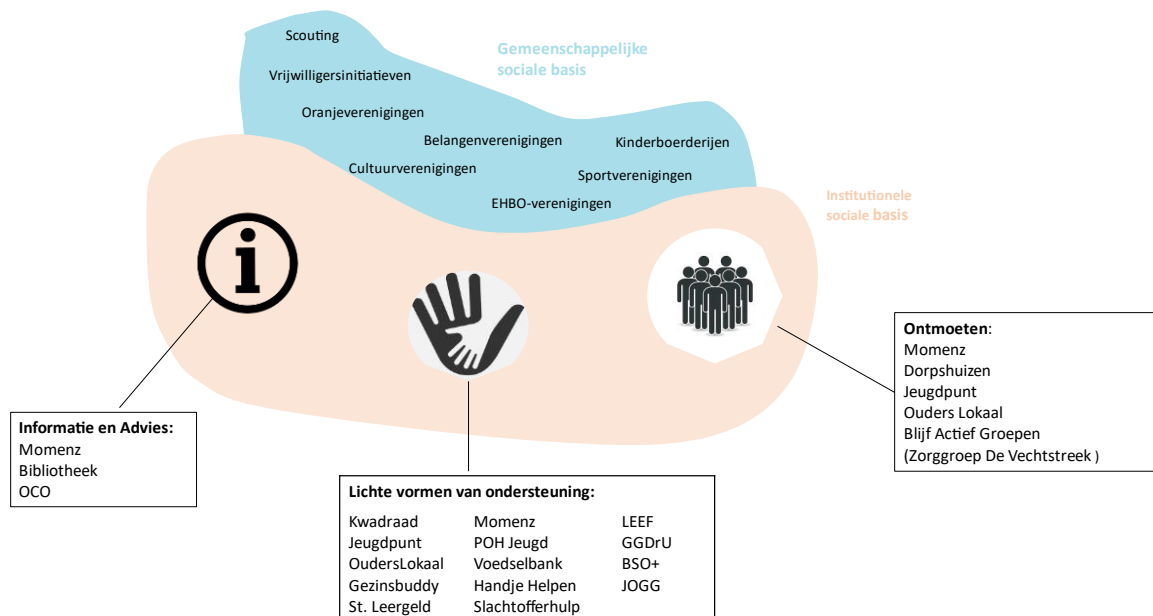 Scouting
Gemeenschappelijke
sociale basis
Vrijwilligersinitiatieven
Oranjeverenigingen
Belangenverenigingen
Kinderboerderijen
Cultuurverenigingen
Sportverenigingen
EHBO-verenigingen
Institutionele
sociale basis
Informatie en Advies:
Momenz
Bibliotheek
OCO
Lichte vormen van ondersteuning:
Kwadraad Momenz LEEF
Jeugdpunt POH Jeugd GGDrU
OudersLokaal Voedselbank BSO+
Gezinsbuddy Handje Helpen JOGG
St. Leergeld Slachtofferhulp
Ontmoeten:
Momenz
Dorpshuizen
Jeugdpunt
Ouders Lokaal
Blijf Actief Groepen
(Zorggroep De Vechtstreek )